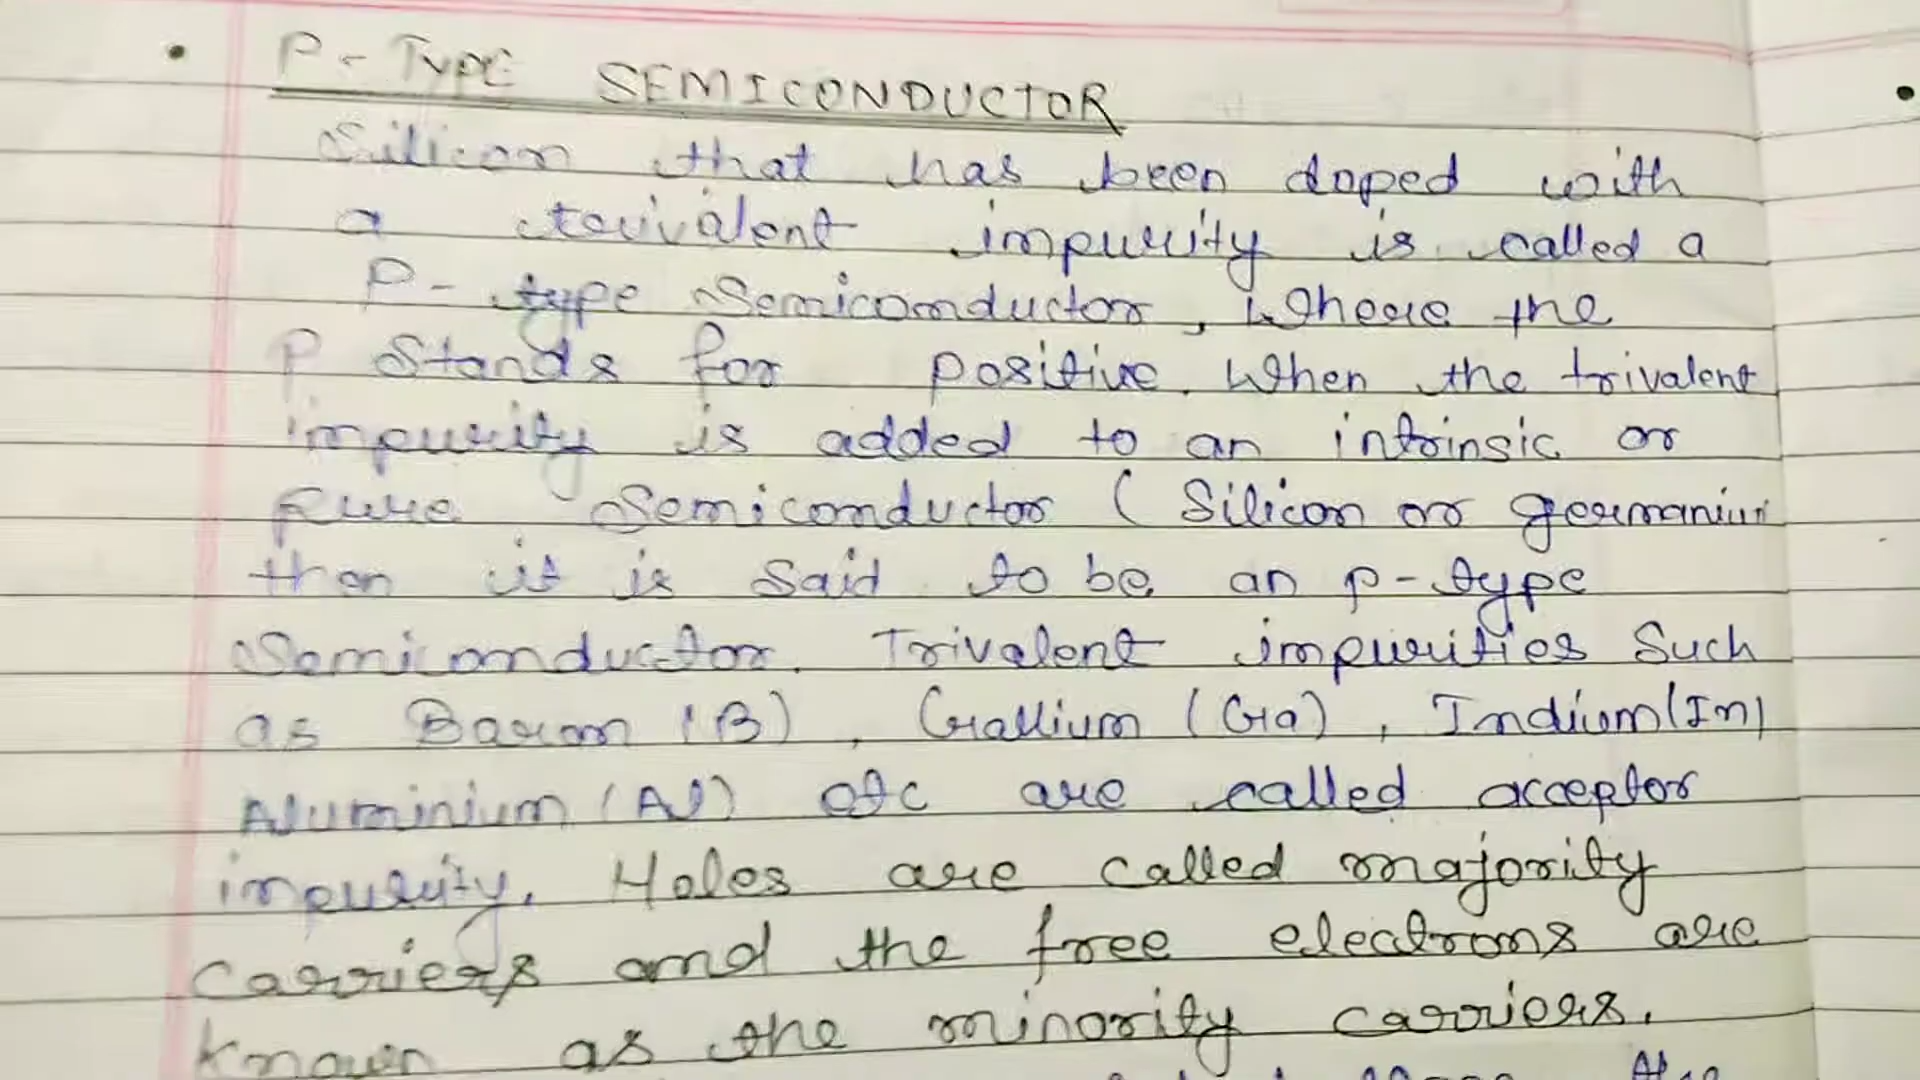 • P-Type SEMICONDUCTOR
Silicon that has been doped with
a trivalent impurity is called a
P-type semiconductor, Where the
P Stands for positive. When the trivalent
impurity is added to an intrinsic or
Pure semiconductor ( Silicon or germanium
then it is said to be an p-type
Semiconductor. Trivalent impurities Such
as Baron (B), Gallium (Ga), Indium(In)
Aluminium (Al) etc are called acceptor
impurity. Holes are called majority
Carriers and the free electrons are
Known as the minority carriers.
Also